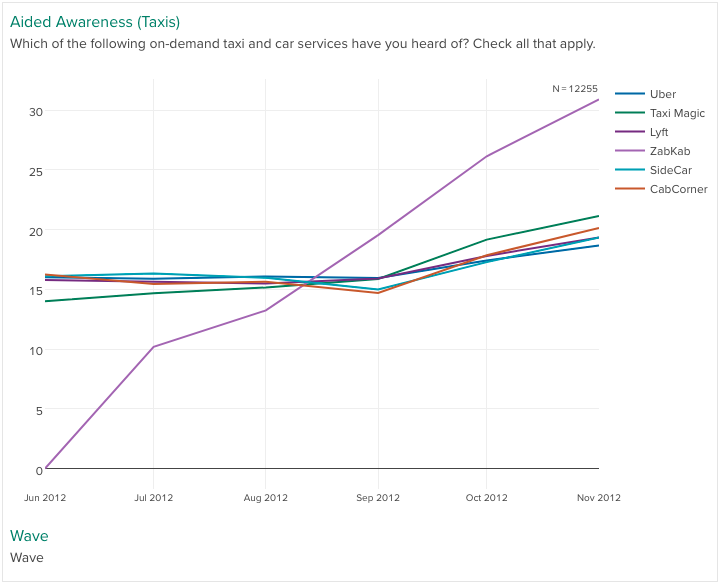 Aided Awareness (Taxis)
Which of the following on-demand taxi and car services have you heard of? Check all that apply.
N = 12255
Uber
Taxi Magic
Lyft
ZabKab
SideCar
CabCorner
30
25
20
15
10
5
0
Jun 2012 Jul 2012 Aug 2012 Sep 2012 Oct 2012 Nov 2012
Wave
Wave